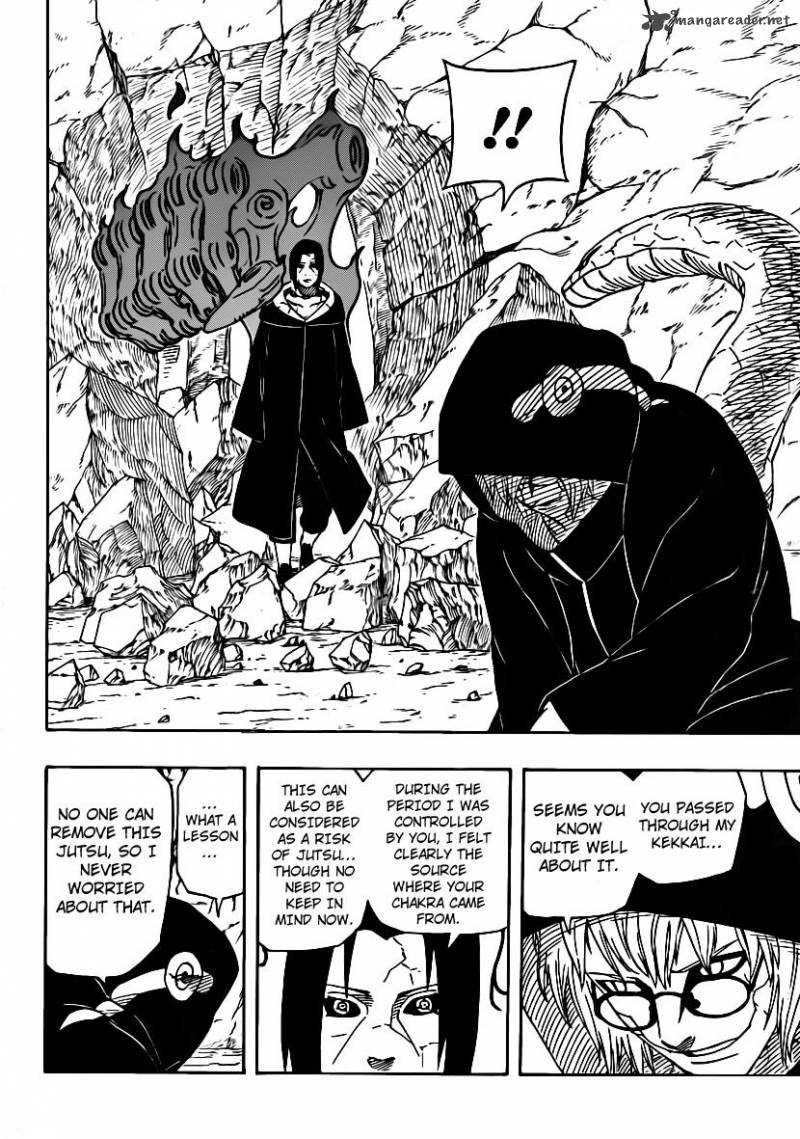 mangareader.net
!!
YOU PASSED
THROUGH MY
KEKKAI...
SEEMS YOU
KNOW
QUITE WELL
ABOUT IT.
DURING THE
PERIOD I WAS
CONTROLLED
BY YOU, I FELT
CLEARLY THE
SOURCE
WHERE YOUR
CHAKRA CAME
FROM.
THIS CAN
ALSO BE
CONSIDERED
AS A RISK
OF JUTSU...
THOUGH NO
NEED TO
KEEP IN
MIND NOW.
...
WHAT A
LESSON
...
NO ONE CAN
REMOVE THIS
JUTSU, SO I
NEVER
WORRIED
ABOUT THAT.